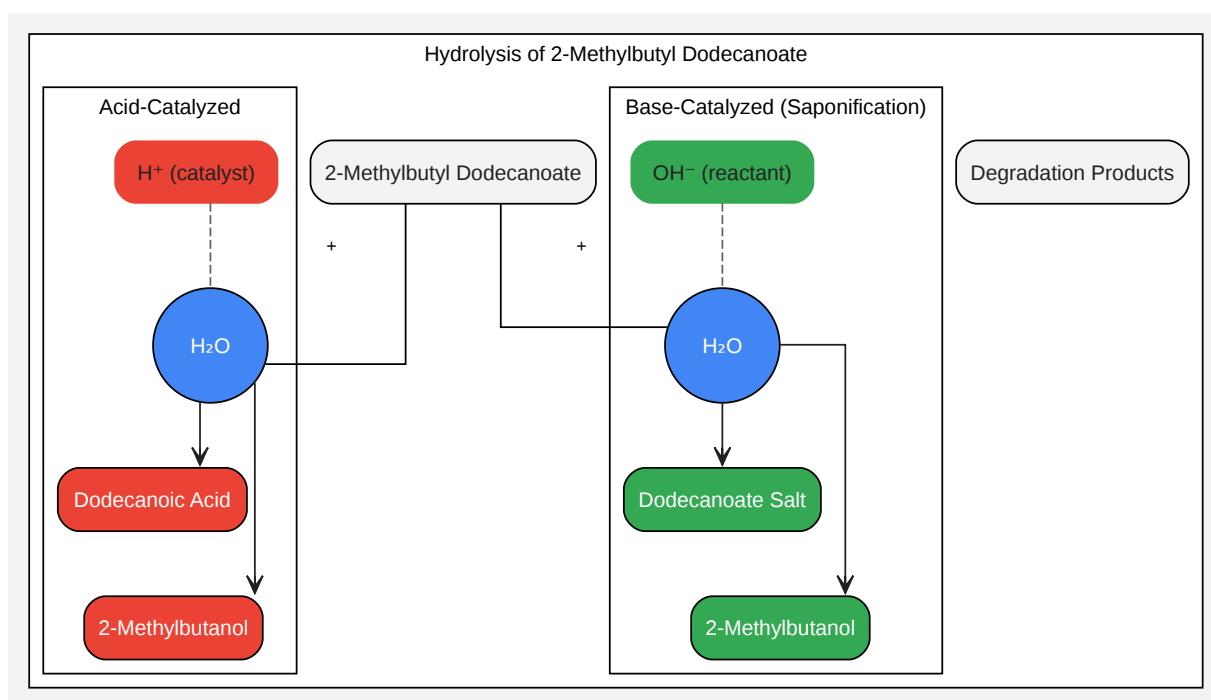 Hydrolysis of 2-Methylbutyl Dodecanoate
Acid-Catalyzed
Base-Catalyzed (Saponification)
H⁺ (catalyst)
2-Methylbutyl Dodecanoate
OH⁻ (reactant)
Degradation Products
+
+
H₂O
H₂O
Dodecanoic Acid
Dodecanoate Salt
2-Methylbutanol
2-Methylbutanol